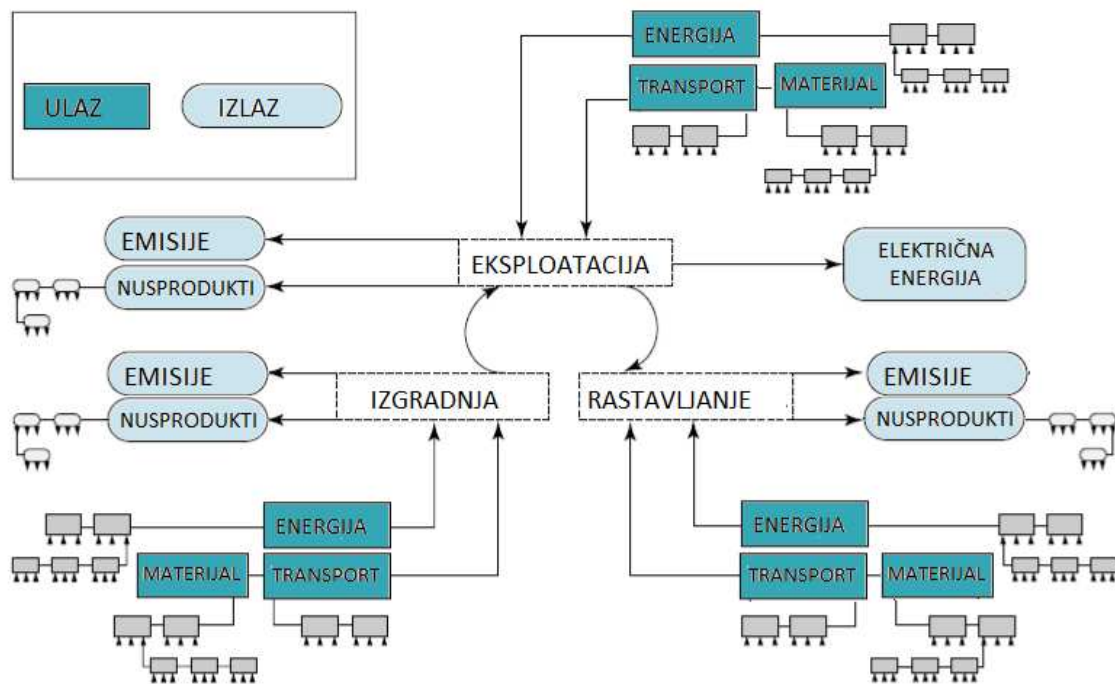 ENERGIJA
TRANSPORT
MATERIJAL
ULAZ
IZLAZ
EMISIJE
NUSPRODUKTI
EKSPLOATACIJA
ELEKTRIČNA
ENERGIJA
EMISIJE
NUSPRODUKTI
IZGRADNJA
RASTAVLJANJE
EMISIJE
NUSPRODUKTI
ENERGIJA
MATERIJAL
TRANSPORT
ENERGIJA
TRANSPORT
MATERIJAL